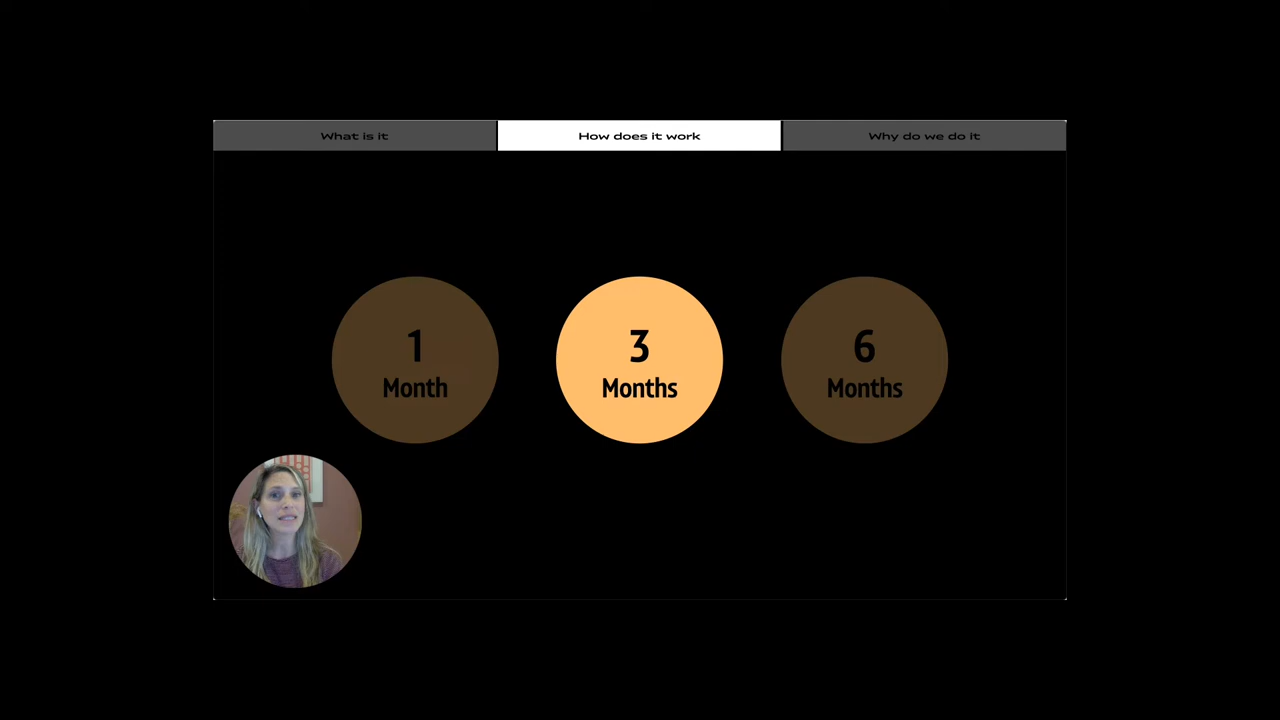 What is it
How does it work
Why do we do it
1
Month
3
Months
6
Months